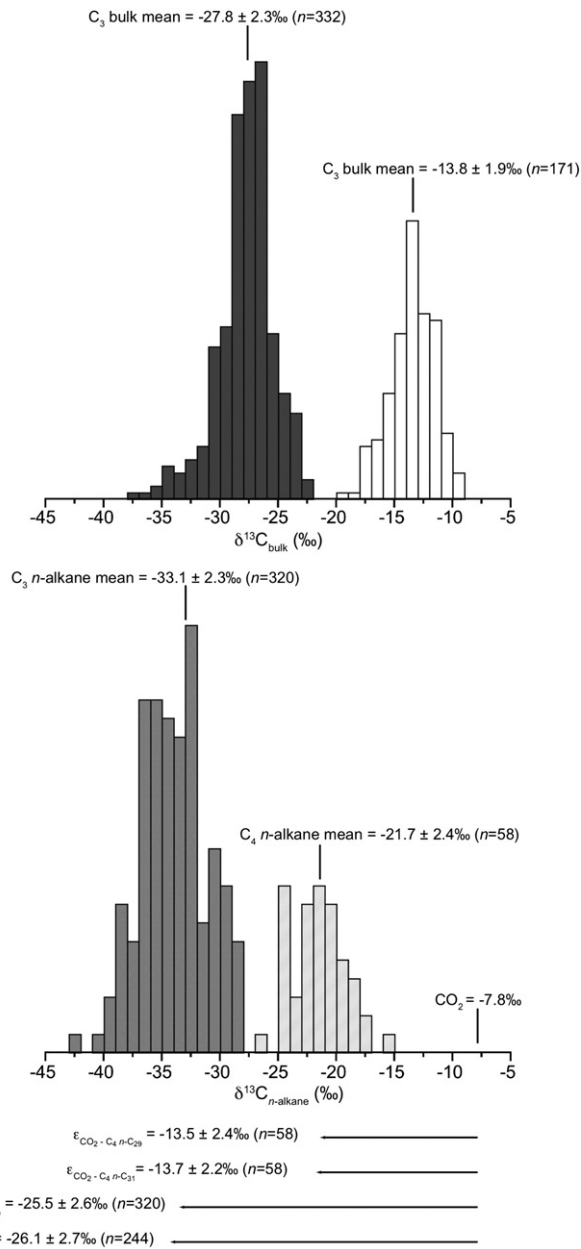 C₃ bulk mean = -27.8 ± 2.3‰ (n=332)
C₃ bulk mean = -13.8 ± 1.9‰ (n=171)
-45 -40 -35 -30 -25 -20 -15 -10 -5
δ¹³C_bulk (‰)
C₃ n-alkane mean = -33.1 ± 2.3‰ (n=320)
C₄ n-alkane mean = -21.7 ± 2.4‰ (n=58)
CO₂ = -7.8‰
-45 -40 -35 -30 -25 -20 -15 -10 -5
δ¹³C_n-alkane (‰)
ε_CO₂ - C₄ n-C₂₉ = -13.5 ± 2.4‰ (n=58)
ε_CO₂ - C₄ n-C₃₁ = -13.7 ± 2.2‰ (n=58)
= -25.5 ± 2.6‰ (n=320)
= -26.1 ± 2.7‰ (n=244)